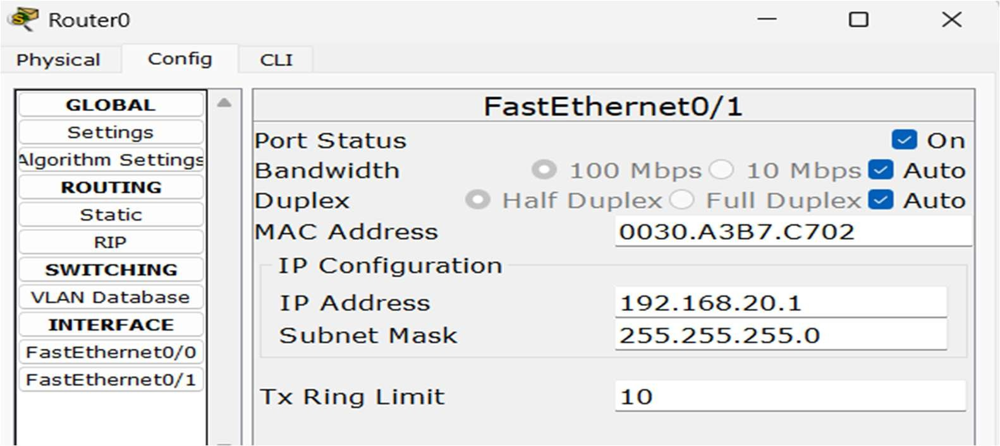 Router0
Physical Config CLI
GLOBAL
Settings
Algorithm Settings
ROUTING
Static
RIP
SWITCHING
VLAN Database
INTERFACE
FastEthernet0/0
FastEthernet0/1
FastEthernet0/1
Port Status On
Bandwidth 100 Mbps 10 Mbps Auto
Duplex Half Duplex Full Duplex Auto
MAC Address 0030.A3B7.C702
IP Configuration
IP Address 192.168.20.1
Subnet Mask 255.255.255.0
Tx Ring Limit 10